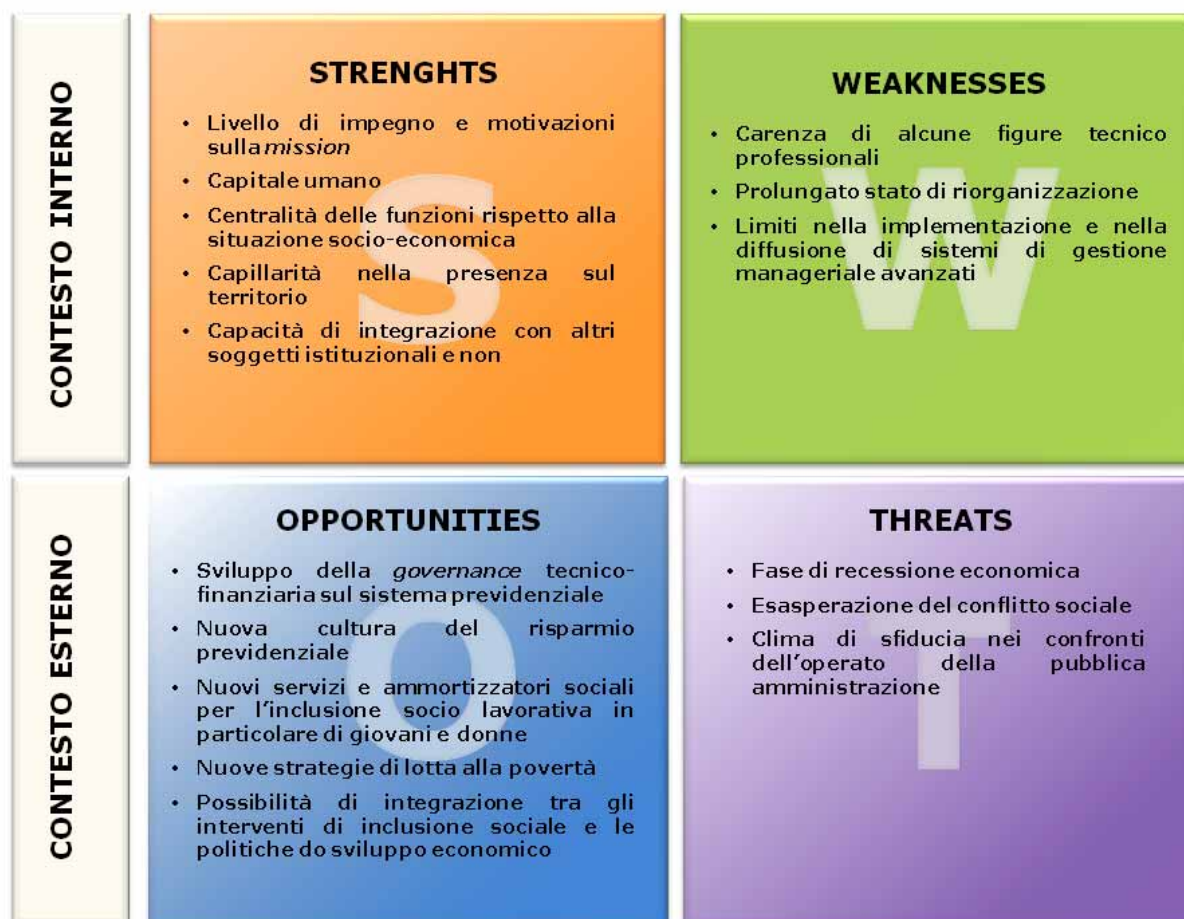 CONTESTO INTERNO
STRENGHTS
• Livello di impegno e motivazioni
sulla mission
• Capitale umano
• Centralità delle funzioni rispetto alla
situazione socio-economica
• Capillarità nella presenza sul
territorio
• Capacità di integrazione con altri
soggetti istituzionali e non
S
WEAKNESSES
• Carenza di alcune figure tecnico
professionali
• Prolungato stato di riorganizzazione
• Limiti nella implementazione e nella
diffusione di sistemi di gestione
manageriale avanzati
W
CONTESTO ESTERNO
OPPORTUNITIES
• Sviluppo della governance tecnico-
finanziaria sul sistema previdenziale
• Nuova cultura del risparmio
previdenziale
• Nuovi servizi e ammortizzatori sociali
per l'inclusione socio lavorativa in
particolare di giovani e donne
• Nuove strategie di lotta alla povertà
• Possibilità di integrazione tra gli
interventi di inclusione sociale e le
politiche do sviluppo economico
O
THREATS
• Fase di recessione economica
• Esasperazione del conflitto sociale
• Clima di sfiducia nei confronti
dell'operato della pubblica
amministrazione
T